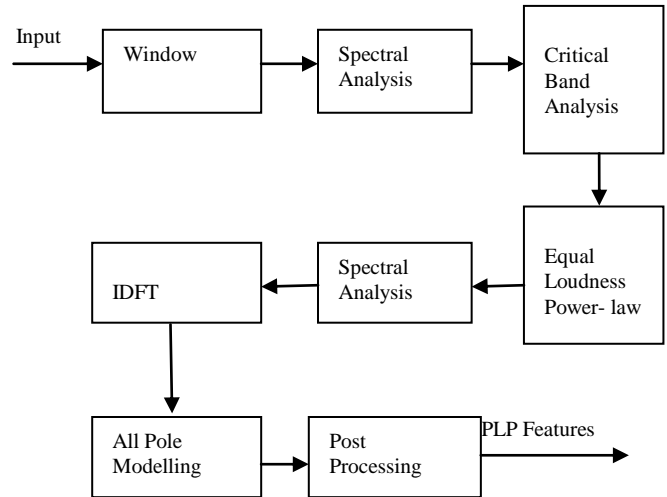 Input
Window
Spectral
Analysis
Critical
Band
Analysis
Equal
Loudness
Power- law
Spectral
Analysis
IDFT
All Pole
Modelling
Post
Processing
PLP Features